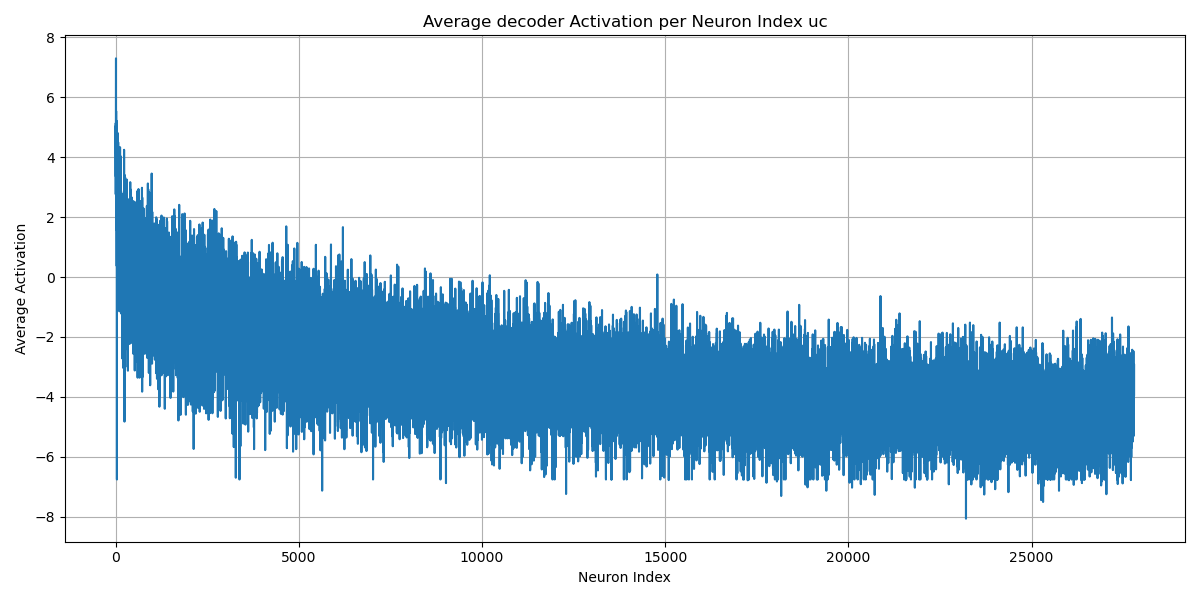 Average decoder Activation per Neuron Index uc
8
6
4
2
0
−2
−4
−6
−8
Average Activation
0 5000 10000 15000 20000 25000
Neuron Index